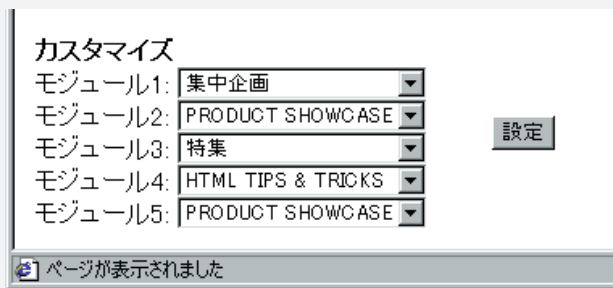 カスタマイズ
モジュール1: 集中企画
モジュール2: PRODUCT SHOWCASE
モジュール3: 特集
モジュール4: HTML TIPS & TRICKS
モジュール5: PRODUCT SHOWCASE
設定
ページが表示されました